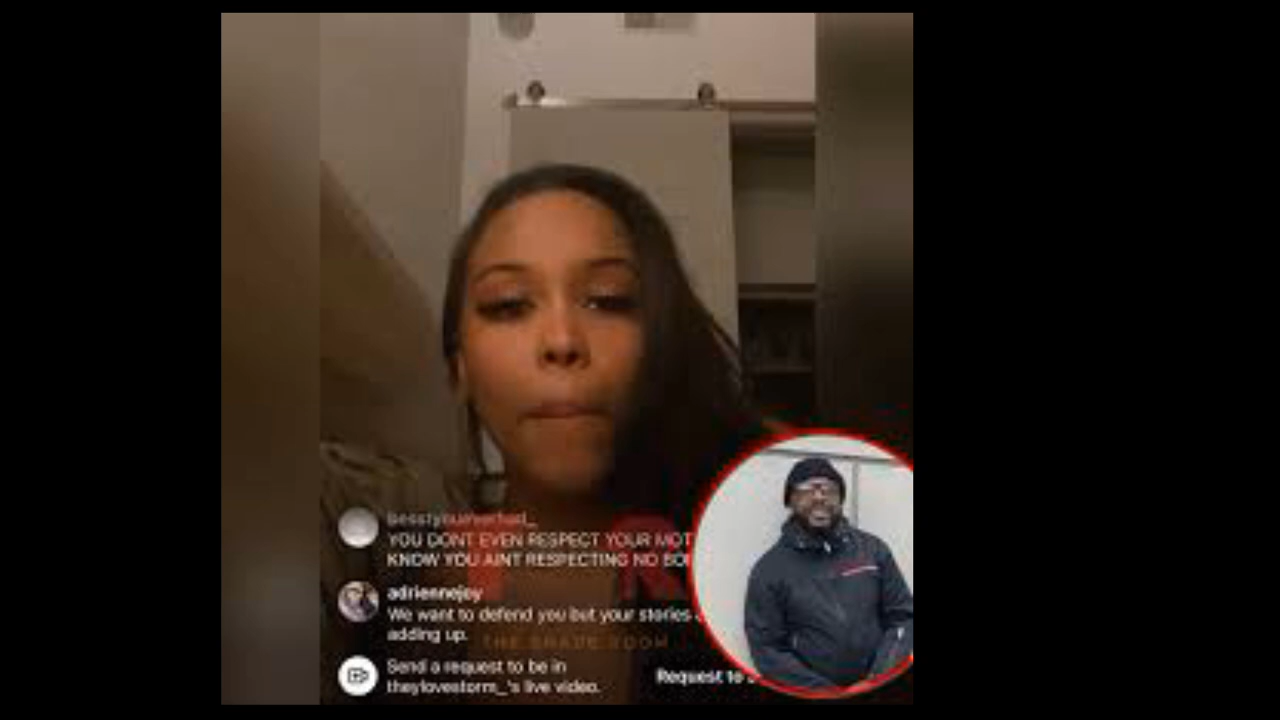 YOU DONT EVEN RESPECT YOUR MOT
KNOW YOU AINT RESPECTING NO
adriennejoy
We want to defend you but your stories
adding up.
THE SHADE ROOM
Send a request to be in
theylovestorm_'s live video.
Request to